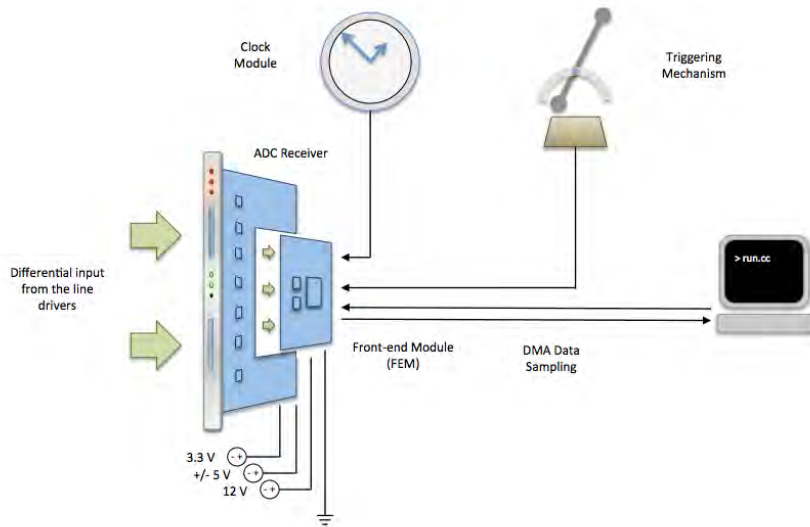 Clock
Module
Triggering
Mechanism
ADC Receiver
> run.cc
Differential input
from the line
drivers
Front-end Module
(FEM)
DMA Data
Sampling
3.3 V
- +
+/- 5 V
- +
12 V
- +